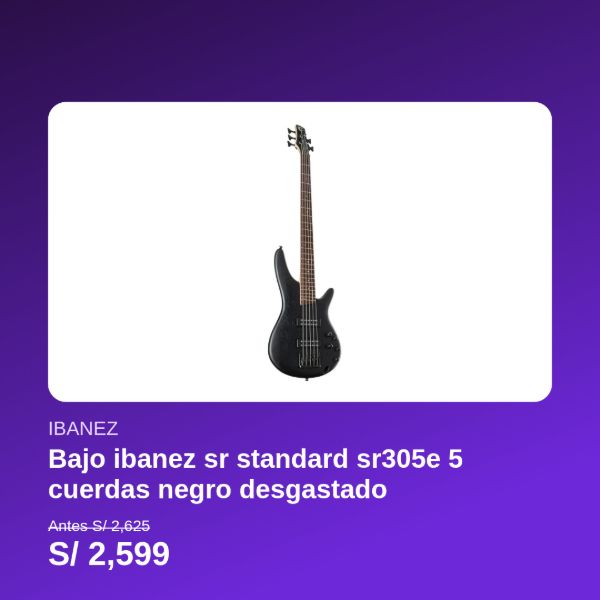 IBANEZ
Bajo ibanez sr standard sr305e 5
cuerdas negro desgastado
Antes S/ 2,625
S/ 2,599